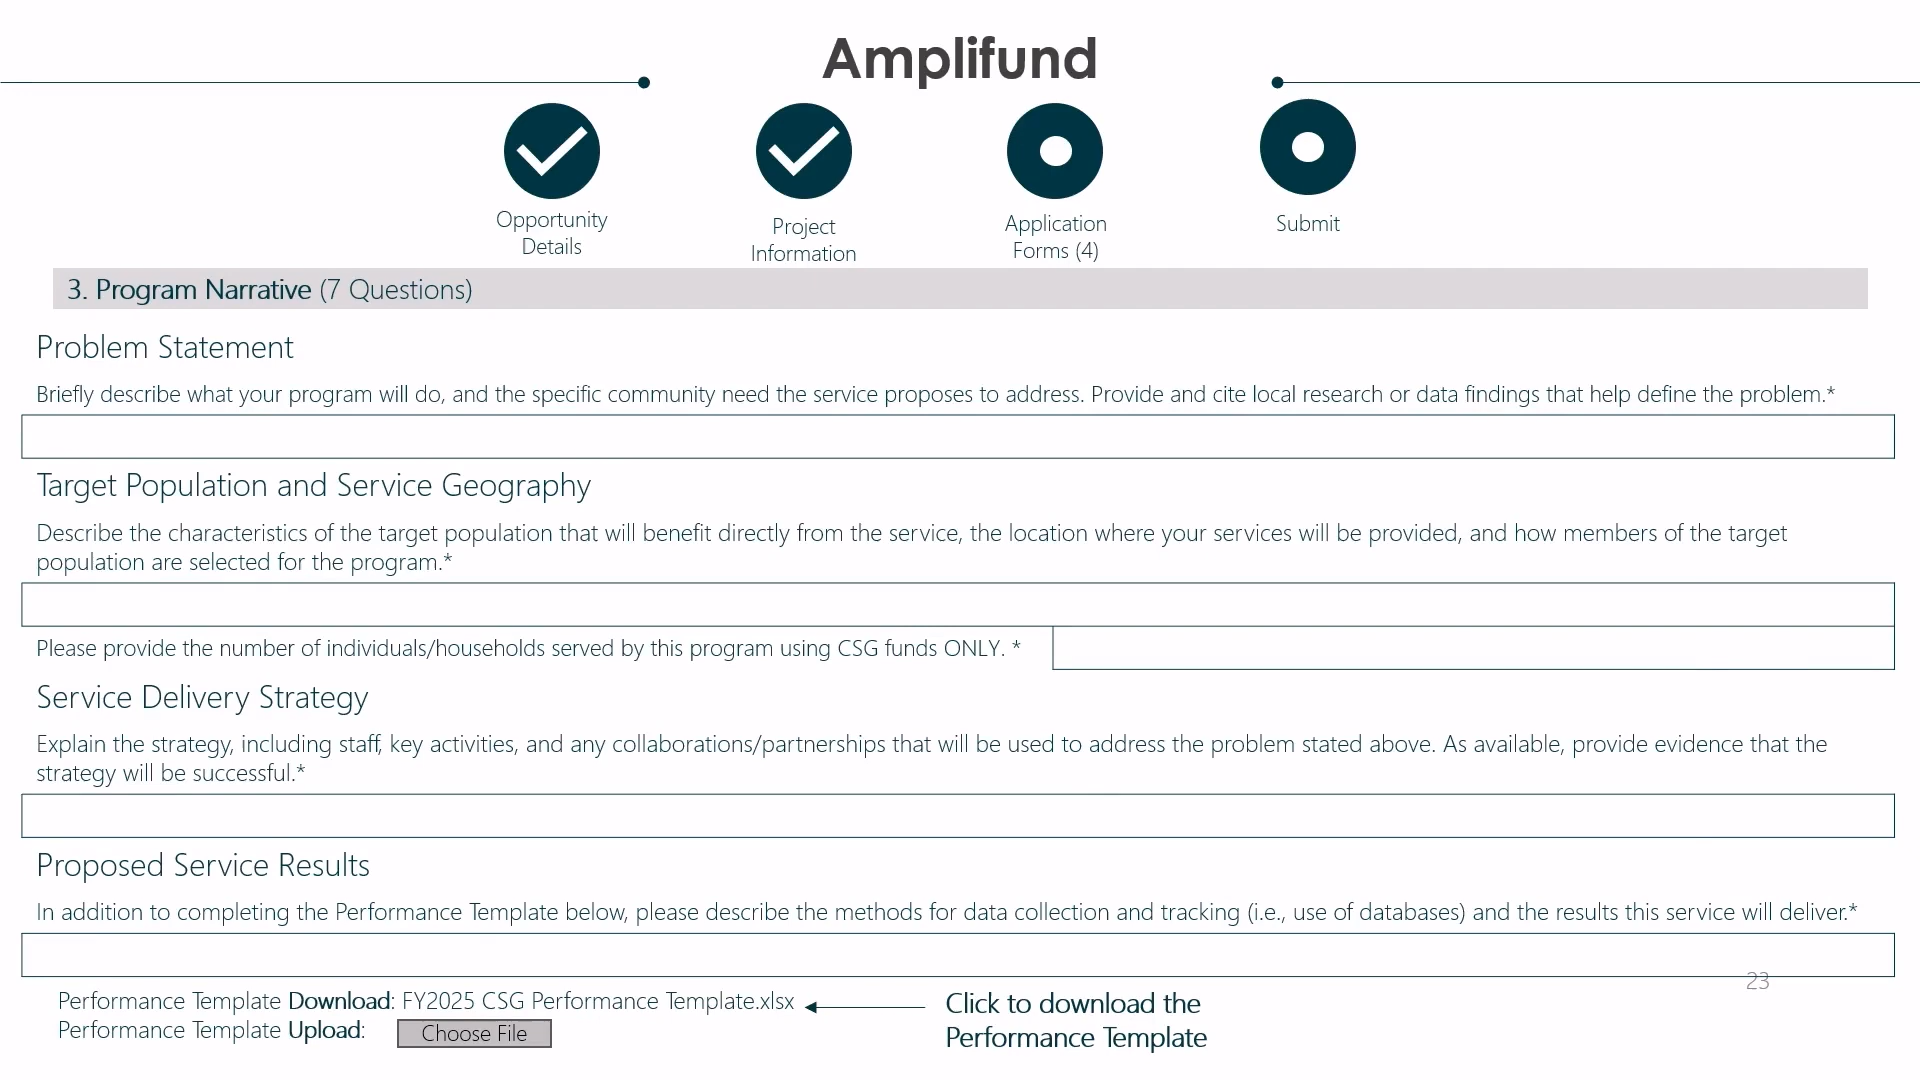 Amplifund
Opportunity
Details
Project
Information
Application
Forms (4)
Submit
3. Program Narrative (7 Questions)
Problem Statement
Briefly describe what your program will do, and the specific community need the service proposes to address. Provide and cite local research or data findings that help define the problem.*
Target Population and Service Geography
Describe the characteristics of the target population that will benefit directly from the service, the location where your services will be provided, and how members of the target
population are selected for the program.*
Please provide the number of individuals/households served by this program using CSG funds ONLY. *
Service Delivery Strategy
Explain the strategy, including staff, key activities, and any collaborations/partnerships that will be used to address the problem stated above. As available, provide evidence that the
strategy will be successful.*
Proposed Service Results
In addition to completing the Performance Template below, please describe the methods for data collection and tracking (i.e., use of databases) and the results this service will deliver.*
23
Performance Template Download: FY2025 CSG Performance Template.xlsx
Performance Template Upload:
Choose File
Click to download the
Performance Template